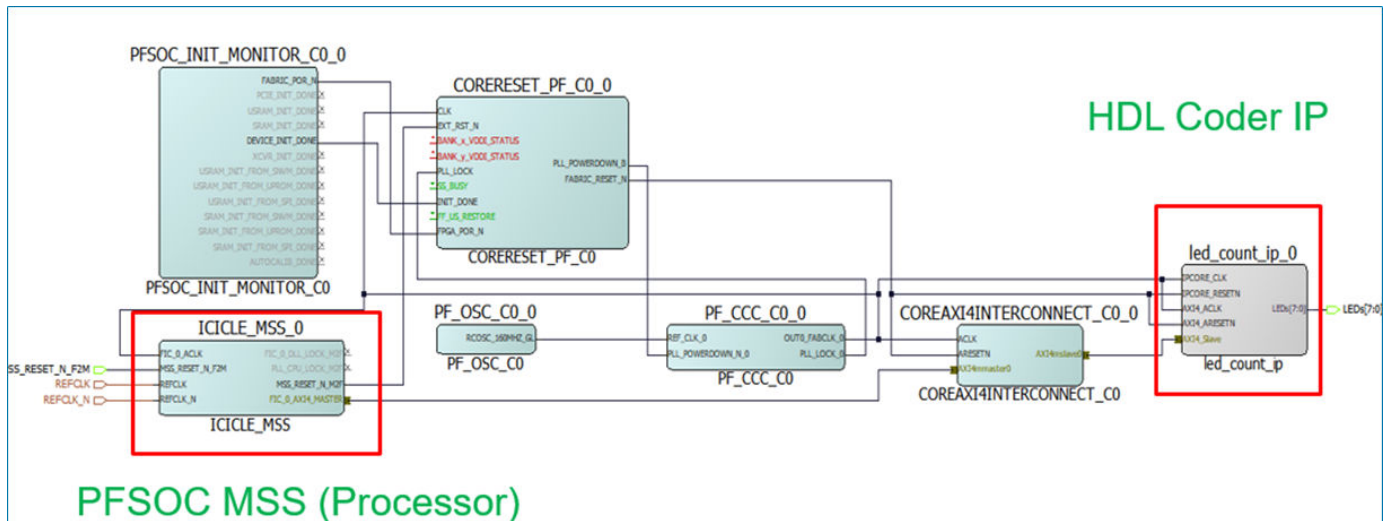 PFSOC_INIT_MONITOR_C0_0
FABRIC_POR_N
PCIE_INIT_DONE
USRAM_INIT_DONE
SRAM_INIT_DONE
DEVICE_INIT_DONE
XCVR_INIT_DONE
USRAM_INIT_FROM_SNVM_DONE
USRAM_INIT_FROM_UPROM_DONE
USRAM_INIT_FROM_SPI_DONE
SRAM_INIT_FROM_SNVM_DONE
SRAM_INIT_FROM_UPROM_DONE
SRAM_INIT_FROM_SPI_DONE
AUTOCALIB_DONE
PFSOC_INIT_MONITOR_C0
CORERESET_PF_C0_0
CLK
EXT_RST_N
BANK_x_VDDI_STATUS
BANK_y_VDDI_STATUS
PLL_LOCK
SS_BUSY
INIT_DONE
FF_US_RESTORE
FPGA_POR_N
PLL_POWERDOWN_B
FABRIC_RESET_N
CORERESET_PF_C0
HDL Coder IP
led_count_ip_0
IPCORE_CLK
IPCORE_RESETN
AXI4_ACLK
AXI4_ARESETN
AXI4_Slave
LEDs[7:0]
LEDs[7:0]
led_count_ip
ICICLE_MSS_0
FIC_0_ACLK
MSS_RESET_N_F2M
REFCLK
REFCLK_N
FIC_0_DLL_LOCK_M2F
PLL_CPU_LOCK_M2F
MSS_RESET_N_M2F
FIC_0_AXI4_MASTER
SS_RESET_N_F2M
REFCLK
REFCLK_N
ICICLE_MSS
PF_OSC_C0_0
RCOSC_160MHZ_GL
PF_OSC_C0
PF_CCC_C0_0
REF_CLK_0
PLL_POWERDOWN_N_0
OUT0_FABCLK_0
PLL_LOCK_0
PF_CCC_C0
COREAXI4INTERCONNECT_C0_0
ACLK
ARESETN
AXI4mmaster0
AXI4mslave0
COREAXI4INTERCONNECT_C0
PFSOC MSS (Processor)